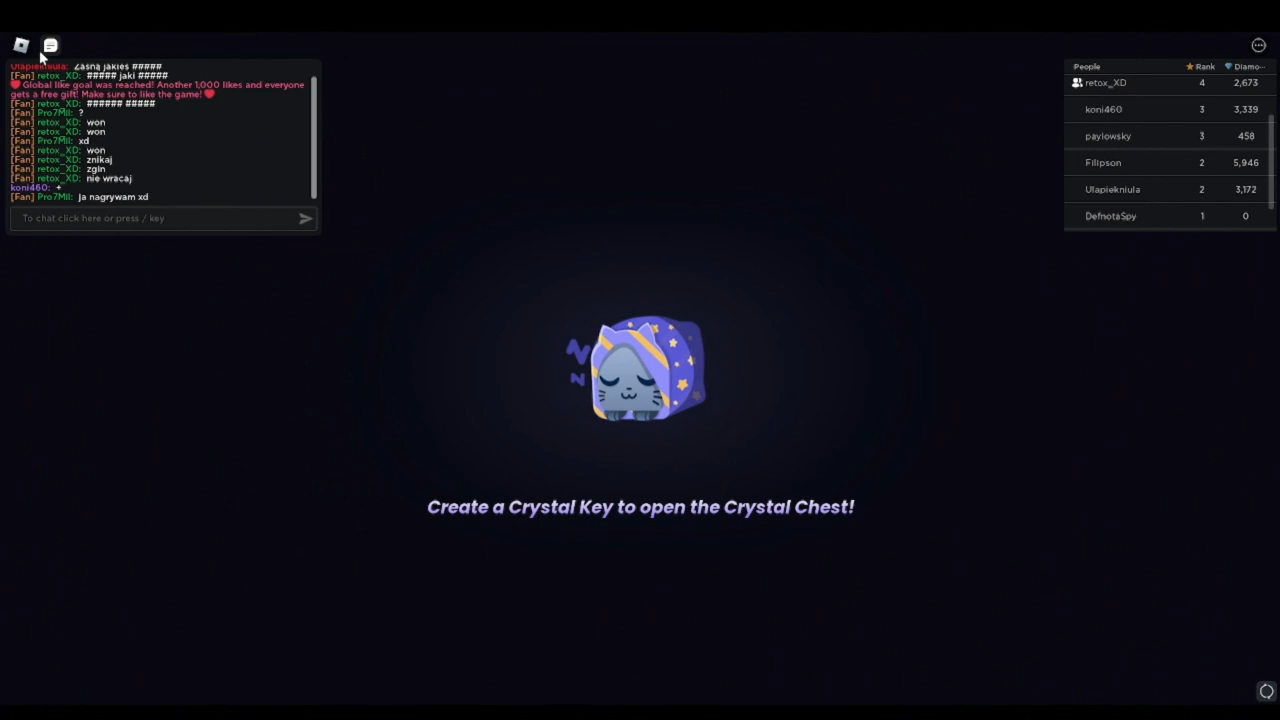 Ulapiekniula: Zasną jakies #####
[Fan] retox_XD: ##### jaki #####
Global like goal was reached! Another 1,000 likes and everyone
gets a free gift! Make sure to like the game!
[Fan] retox_XD: ###### #####
[Fan] Pro7Mil: ?
[Fan] retox_XD: won
[Fan] retox_XD: won
[Fan] Pro7Mil: xd
[Fan] retox_XD: won
[Fan] retox_XD: znikaj
[Fan] retox_XD: zgin
[Fan] retox_XD: nie wracaj
koni460: +
[Fan] Pro7Mil: Ja nagrywam xd
To chat click here or press / key
People Rank Diamo...
retox_XD 4 2,673
koni460 3 3,339
paylowsky 3 458
Filipson 2 5,946
Ulapiekniula 2 3,172
DefnotaSpy 1 0
N
N
Create a Crystal Key to open the Crystal Chest!